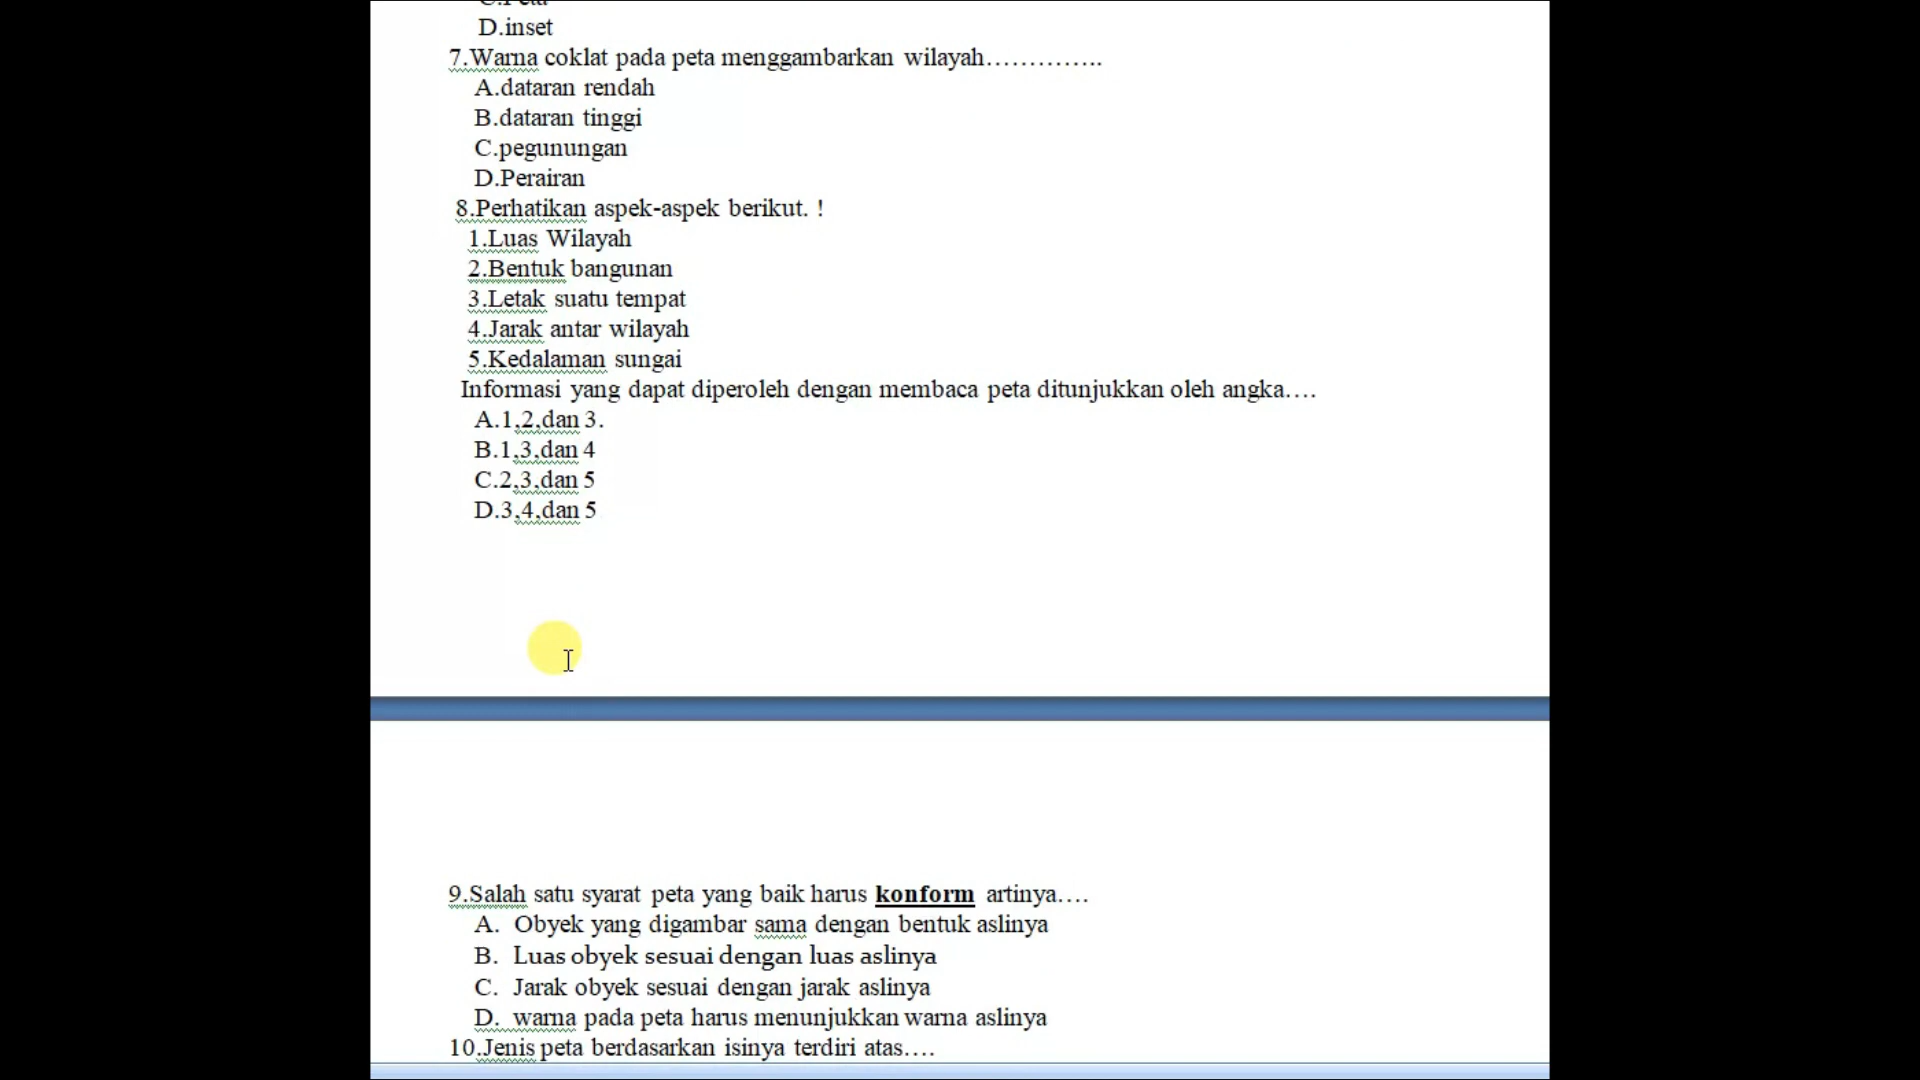 D.inset
7.Warna coklat pada peta menggambarkan wilayah…………..
A.dataran rendah
B.dataran tinggi
C.pegunungan
D.Perairan
8.Perhatikan aspek-aspek berikut. !
1.Luas Wilayah
2.Bentuk bangunan
3.Letak suatu tempat
4.Jarak antar wilayah
5.Kedalaman sungai
Informasi yang dapat diperoleh dengan membaca peta ditunjukkan oleh angka….
A.1,2,dan 3.
B.1,3,dan 4
C.2,3,dan 5
D.3,4,dan 5
9.Salah satu syarat peta yang baik harus konform artinya….
A. Obyek yang digambar sama dengan bentuk aslinya
B. Luas obyek sesuai dengan luas aslinya
C. Jarak obyek sesuai dengan jarak aslinya
D. warna pada peta harus menunjukkan warna aslinya
10.Jenis peta berdasarkan isinya terdiri atas….